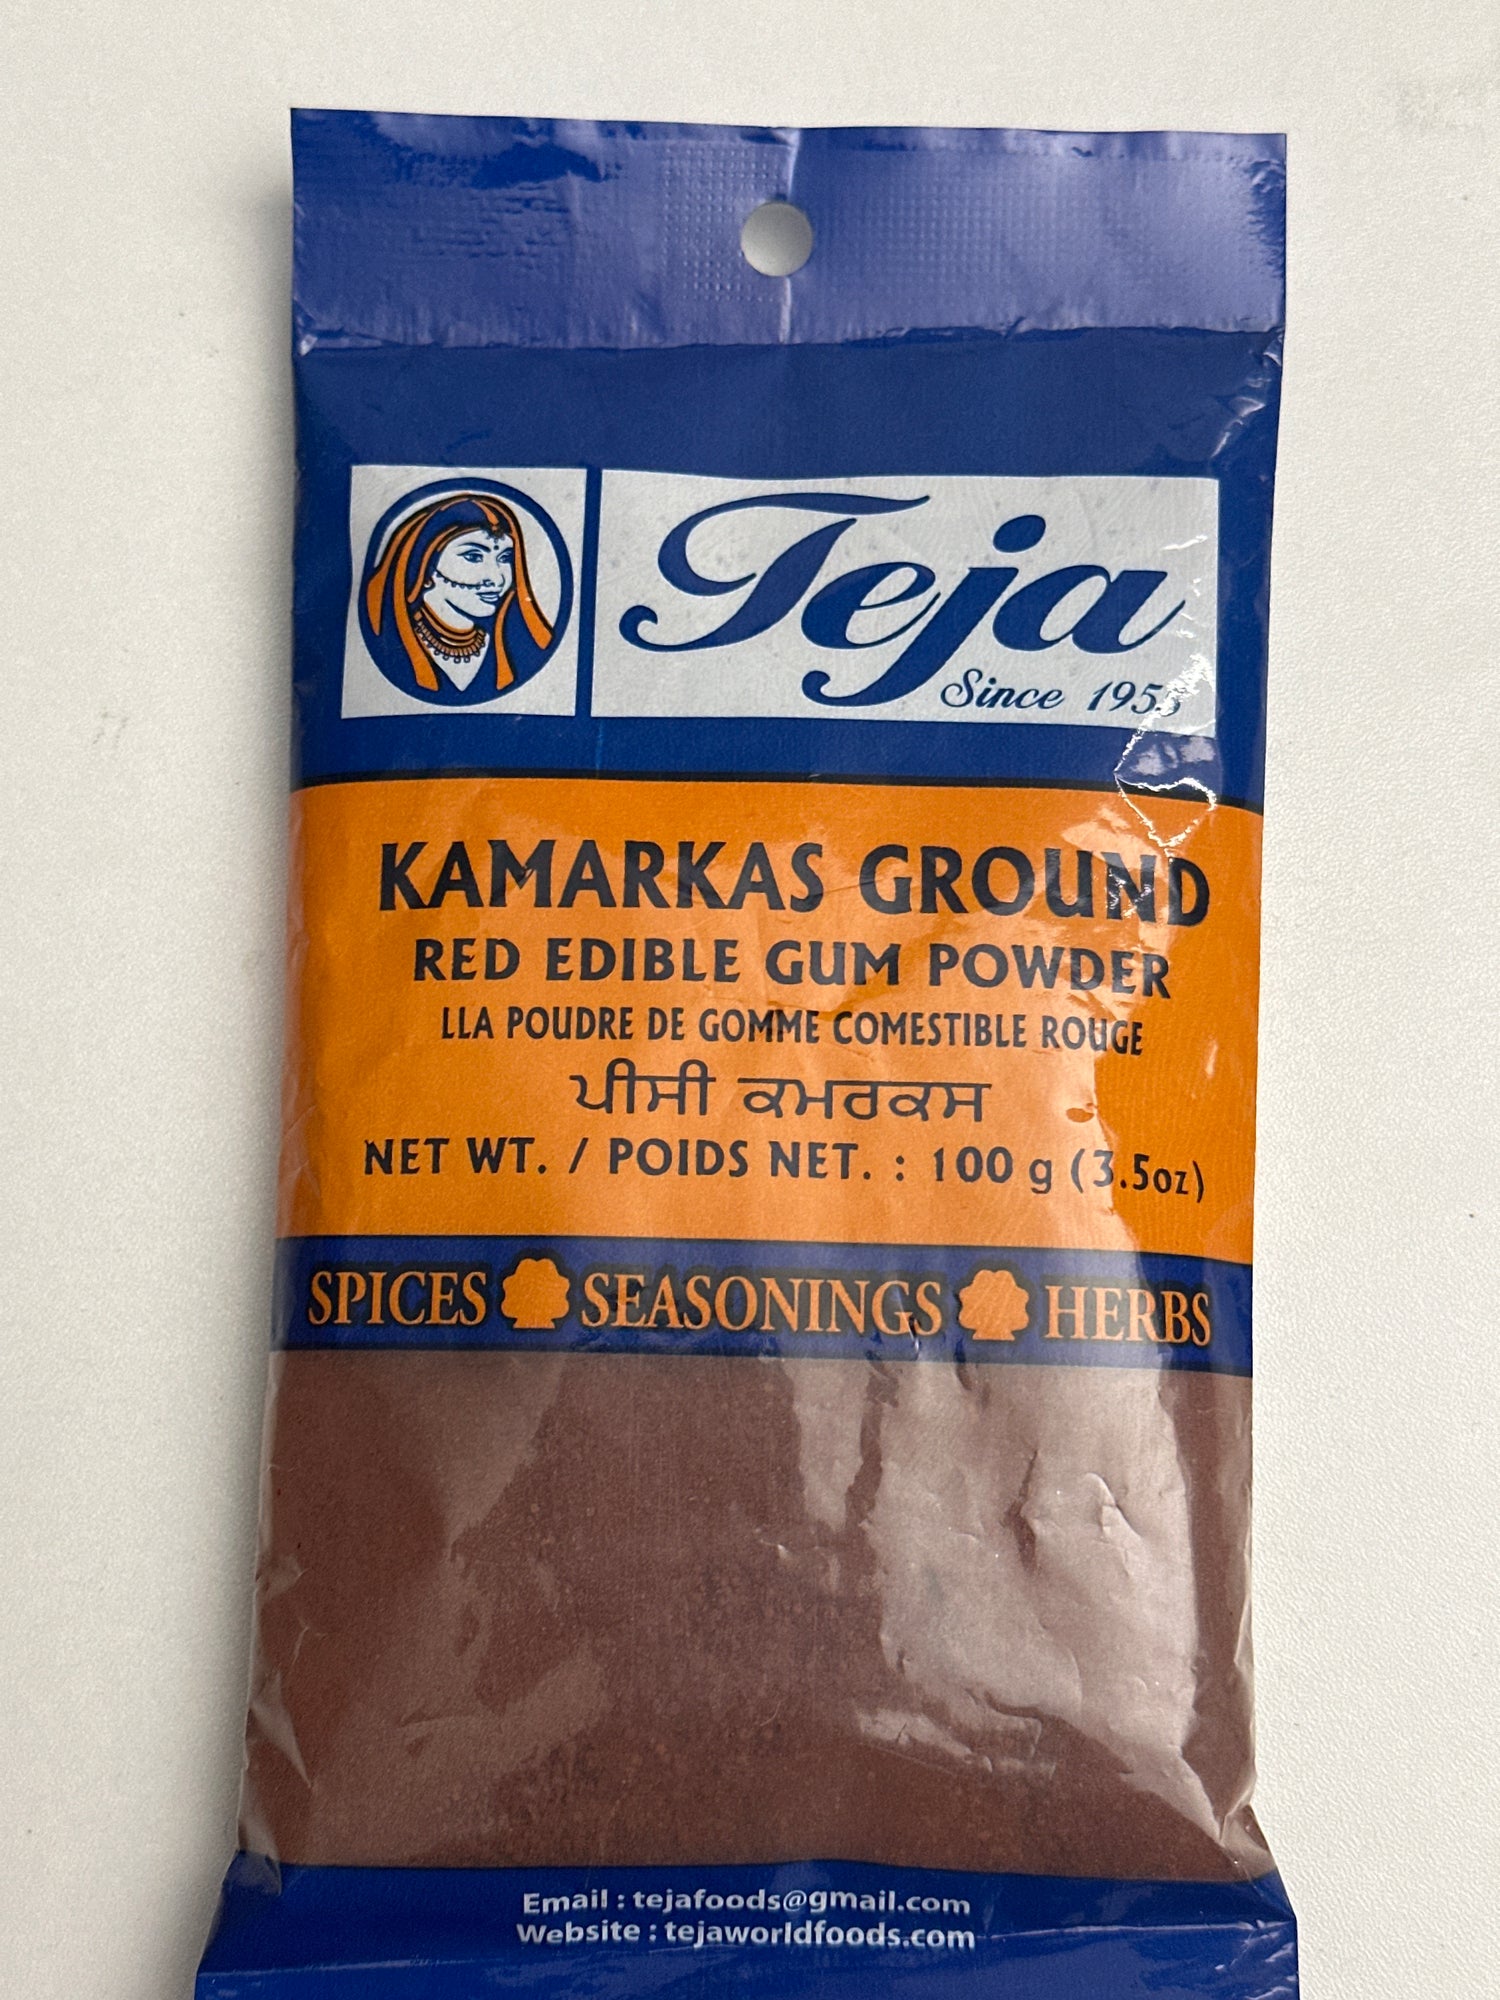 Teja
Since 1955
KAMARKAS GROUND
RED EDIBLE GUM POWDER
LLA POUDRE DE GOMME COMESTIBLE ROUGE
ਪੀਸੀ ਕਮਰਕਸ
NET WT. / POIDS NET. : 100 g (3.5oz)
SPICES SEASONINGS HERBS
Email : tejafoods@gmail.com
Website : tejaworldfoods.com